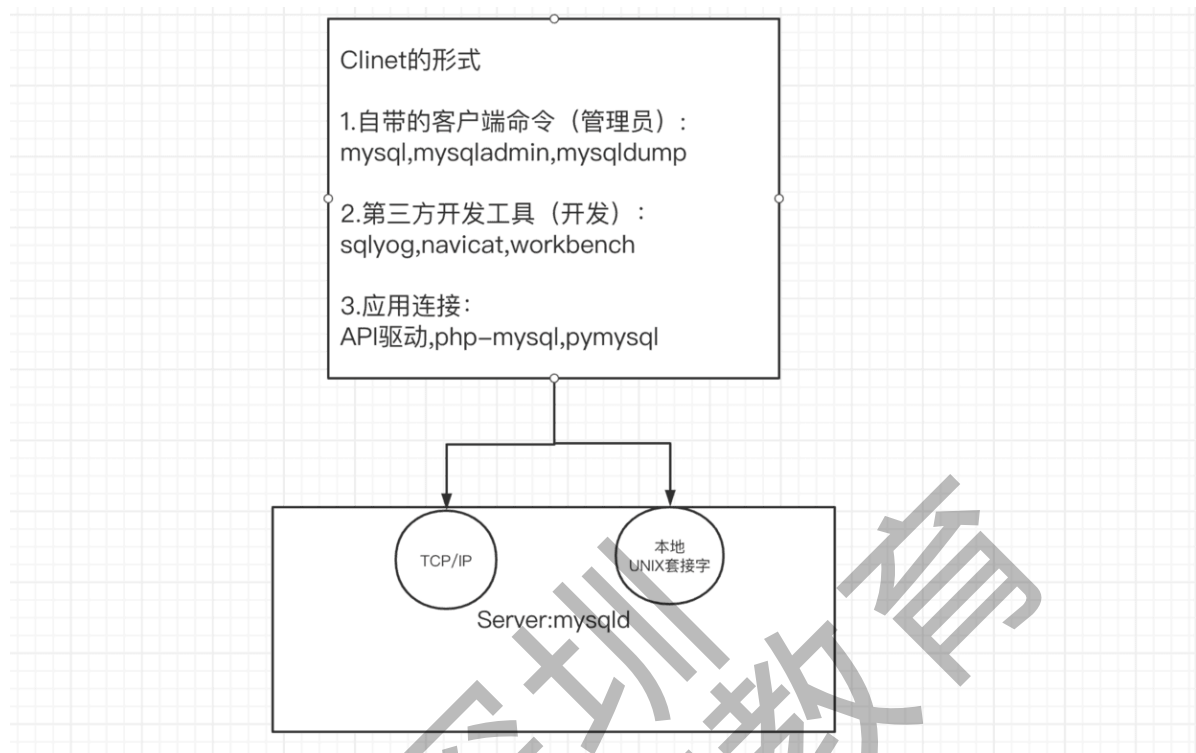 Clinet的形式
1.自带的客户端命令（管理员）:
mysql,mysqladmin,mysqldump
2.第三方开发工具（开发）:
sqlyog,navicat,workbench
3.应用连接：
API驱动,php-mysql,pymysql
TCP/IP
本地
UNIX套接字
Server:mysqld
圳
教育